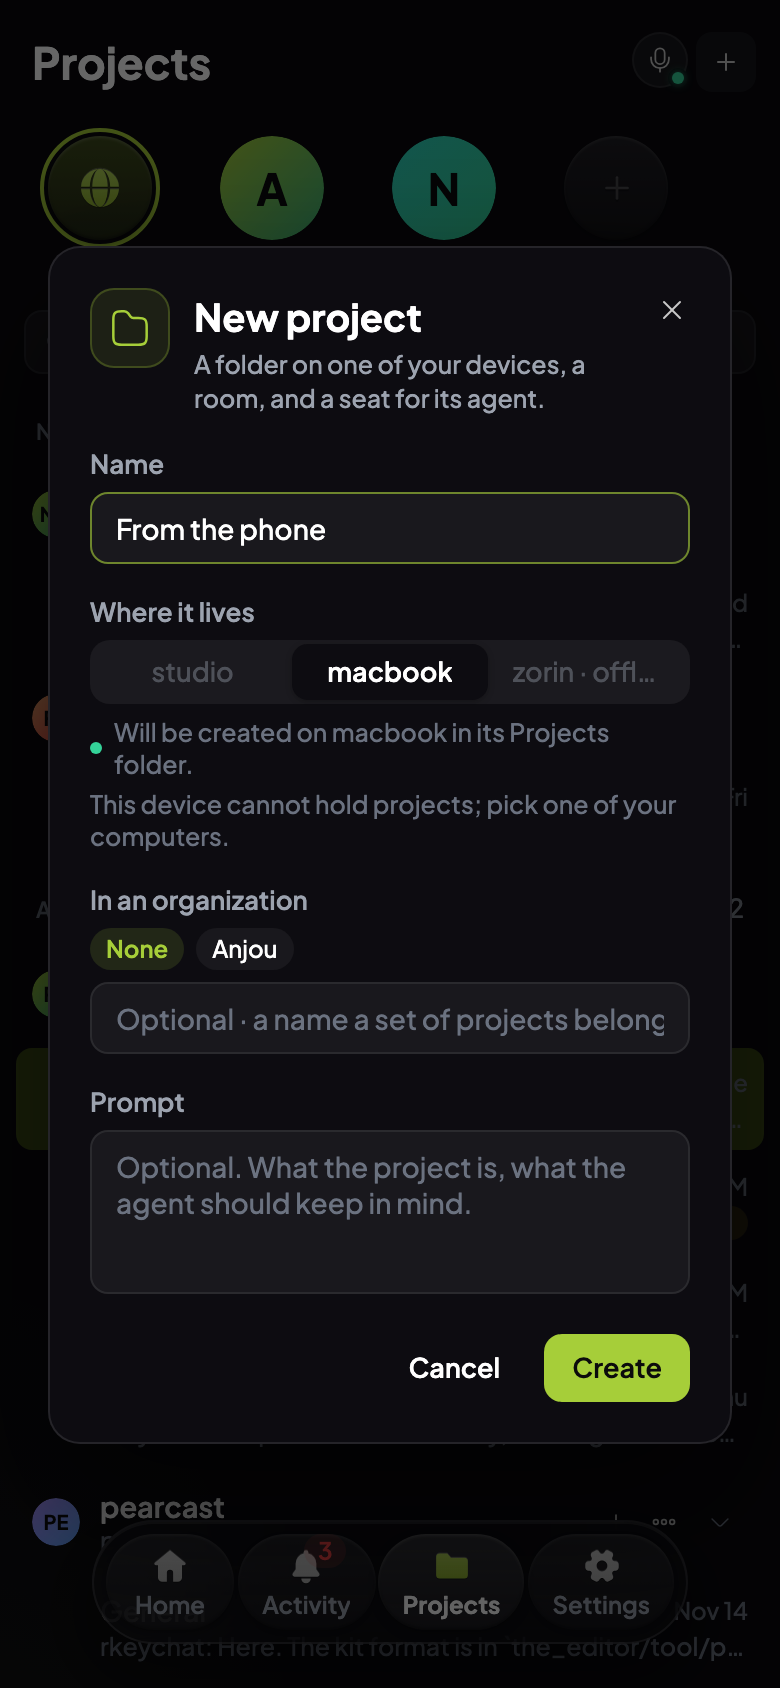 Projects
A
N
New project
A folder on one of your devices, a
room, and a seat for its agent.
Name
From the phone
Where it lives
studio
macbook
zorin · offl...
Will be created on macbook in its Projects
folder.
This device cannot hold projects; pick one of your
computers.
In an organization
None
Anjou
Optional · a name a set of projects belong
Prompt
Optional. What the project is, what the
agent should keep in mind.
Cancel
Create
pearcast
PE
3
Home
Activity
Projects
Settings
General
Nov 14
rkeychat: Here. The kit format is in `the_editor/tool/p...